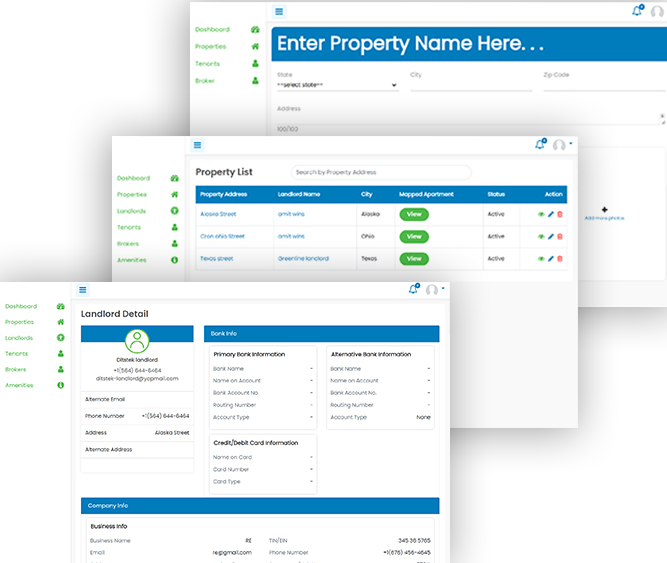 Dashboard
Properties
Tenants
Broker
Enter Property Name Here. . .
State
City
Zip Code
**select state**
Address
100/100
Add more photos
Dashboard
Properties
Landlords
Tenants
Brokers
Amenities
Property List
Search by Property Address
Property Address Landlord Name City Mapped Apartment Status Action
Alaska Street amit wins Alaska View Active
Cron ohio Street amit wins Ohio View Active
Texas street Greenline landlord Texas View Active
Dashboard
Properties
Landlords
Tenants
Brokers
Amenities
Landlord Detail
Ditstek landlord
+1(564) 644-6464
ditstek-landlord@yopmail.com
Alternate Email
Phone Number +1(564) 644-6464
Address Alaska Street
Alternate Address
Bank Info
Primary Bank Information
Bank Name -
Name on Account -
Bank Account No. -
Routing Number -
Account Type -
Alternative Bank Information
Bank Name -
Name on Account -
Bank Account No. -
Routing Number -
Account Type None
Credit/Debit Card Information
Name on Card -
Card Number -
Card Type -
Company Info
Business Info
Business Name RE TIN/EIN 345 36 5765
Email re@gmail.com Phone Number +1(678) 456-4645